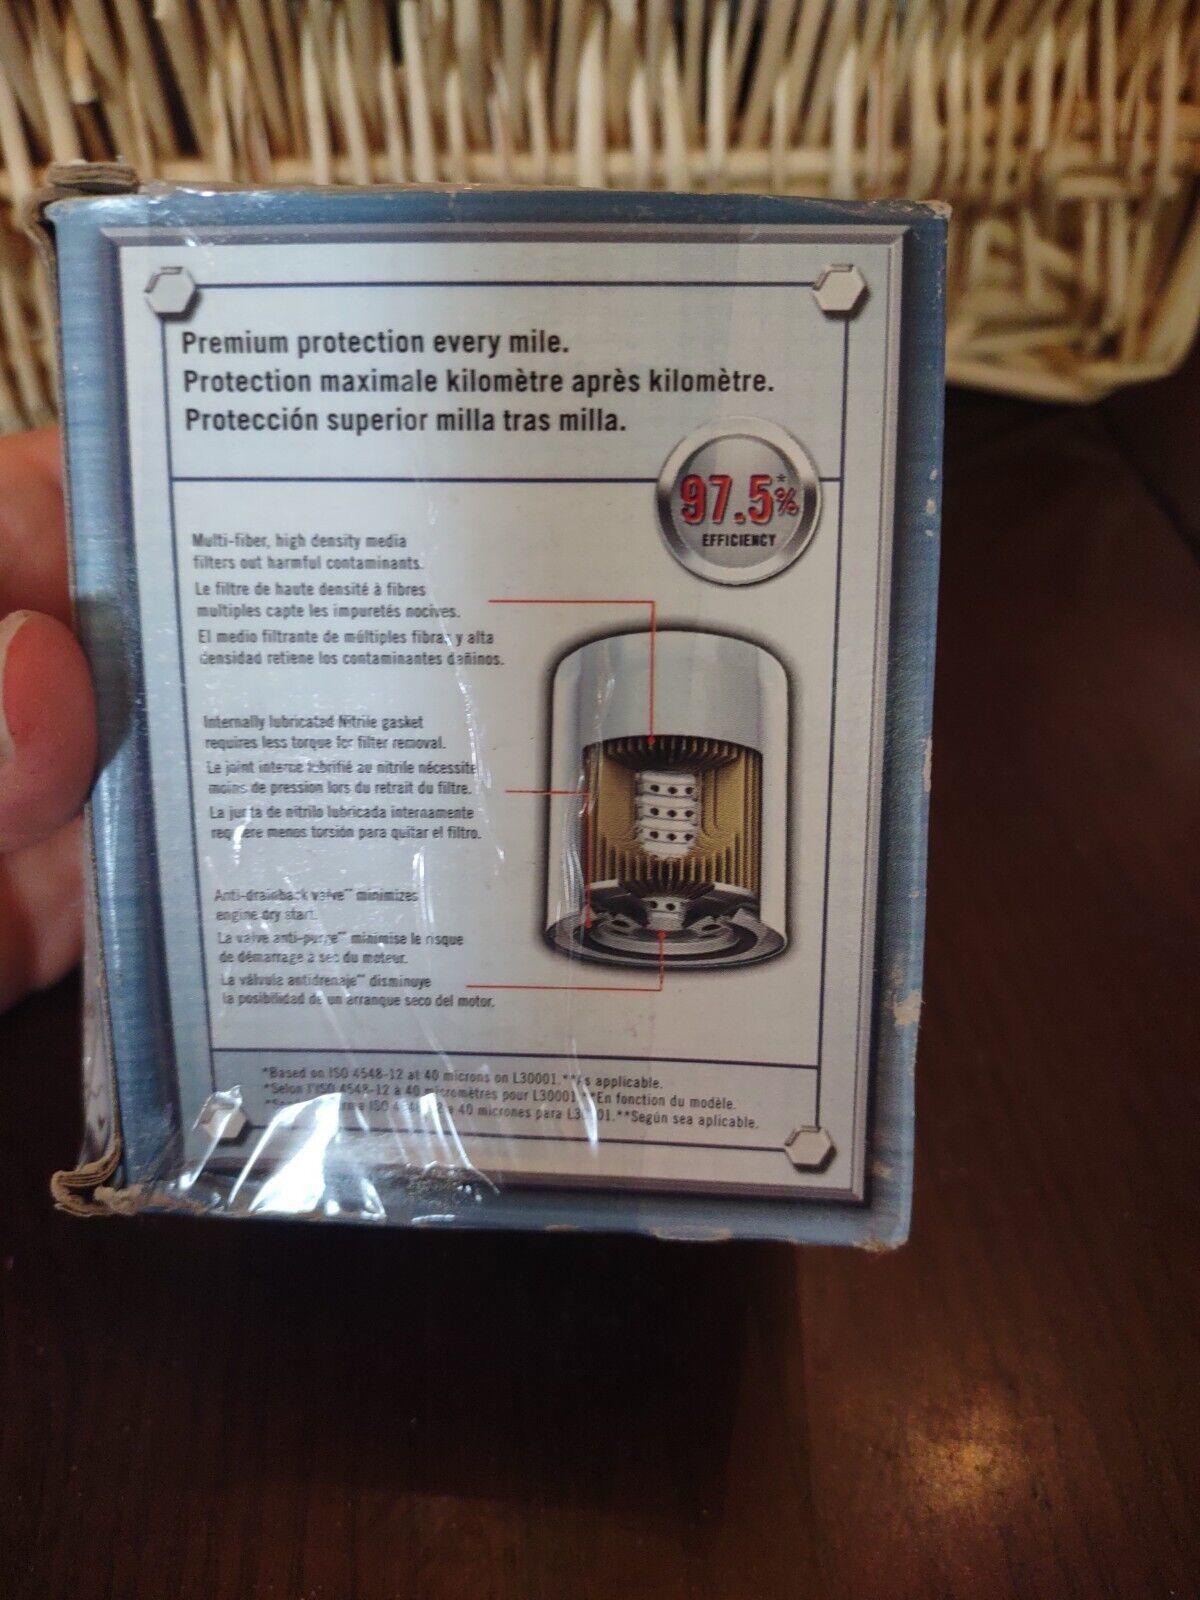 Premium protection every mile.
Protection maximale kilomètre après kilomètre.
Protección superior milla tras milla.
97.5*%
EFFICIENCY
Multi-fiber, high density media
filters out harmful contaminants.
Le filtre de haute densité à fibres
multiples capte les impuretés nocives.
El medio filtrante de múltiples fibras y alta
densidad retiene los contaminantes dañinos.
Internally lubricated Nitrile gasket
requires less torque for filter removal.
Le joint interne lubrifié au nitrile nécessite
moins de pression lors du retrait du filtre.
La junta de nitrilo lubricada internamente
requiere menos torsión para quitar el filtro.
Anti-drainback valve** minimizes
engine dry start.
La valve anti-purge** minimise le risque
de démarrage à sec du moteur.
La válvula antidrenaje** disminuye
la posibilidad de un arranque seco del motor.
*Based on ISO 4548-12 at 40 microns on L30001. **As applicable.
*Selon l'ISO 4548-12 à 40 micromètres pour L30001. **En fonction du modèle.
ISO 40 micrones para L30001. **Según sea aplicable.